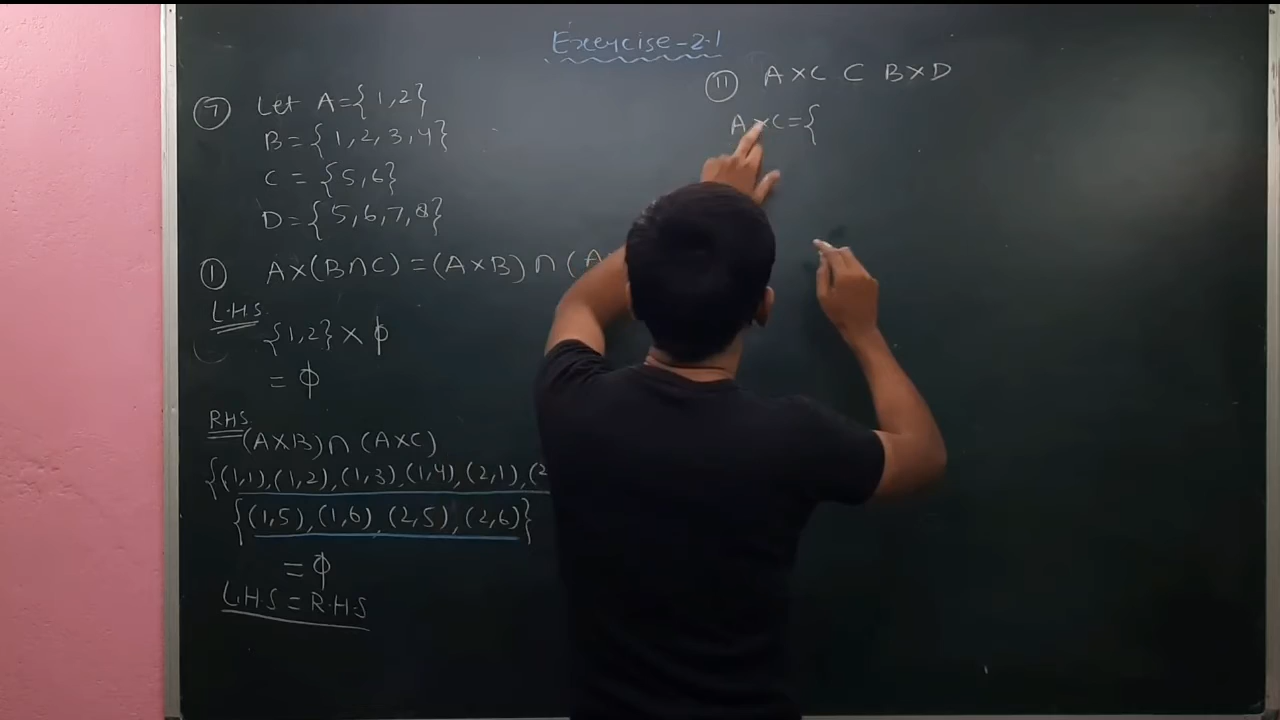 Exercise-2.1
⑦ Let A={1,2}
B={1,2,3,4}
C={5,6}
D={5,6,7,8}
① A×(B∩C)=(A×B)∩(A
L.H.S
{1,2}×ϕ
=ϕ
RHS
(A×B)∩(A×C)
{(1,1),(1,2),(1,3),(1,4),(2,1),(2
{(1,5),(1,6),(2,5),(2,6)}
=ϕ
L.H.S=R.H.S
⑪ A×C ⊂ B×D
A×C={